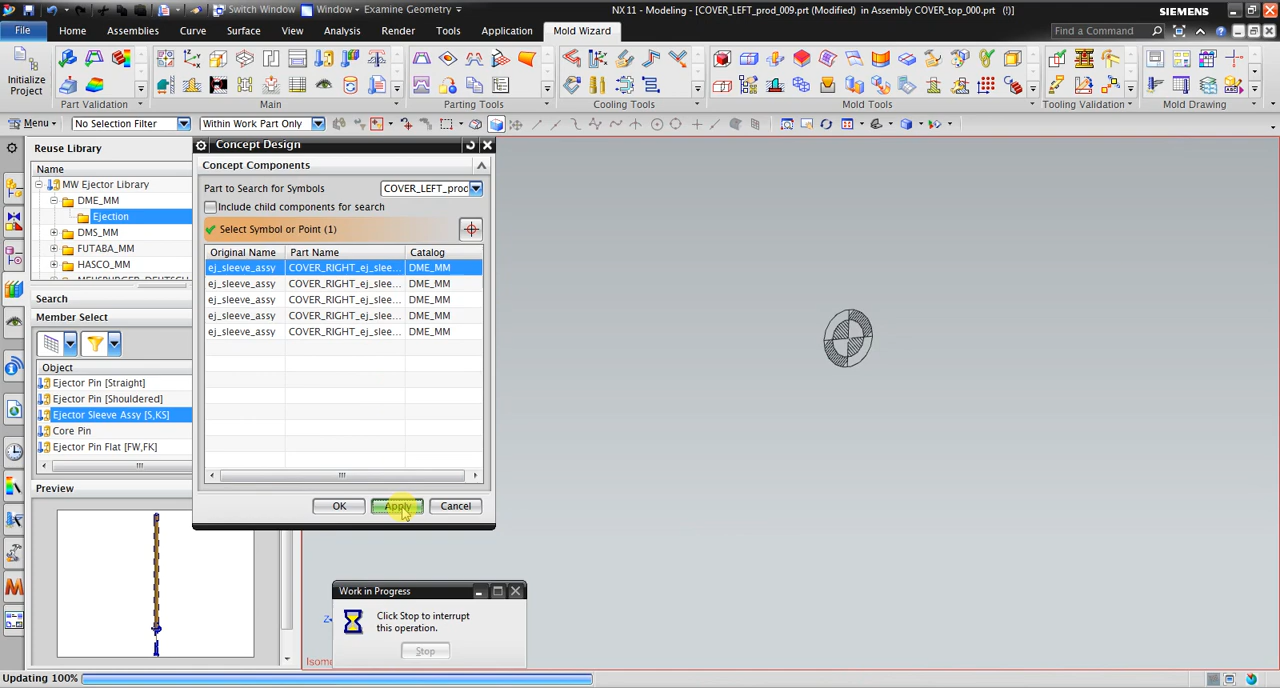 Switch Window
Window
Examine Geometry
NX 11 - Modeling - [COVER_LEFT_prod_009.prt (Modified) in Assembly COVER_top_000.prt (!)]
SIEMENS
File
Home
Assemblies
Curve
Surface
View
Analysis
Render
Tools
Application
Mold Wizard
Find a Command
Initialize
Project
Part Validation
Main
Parting Tools
Cooling Tools
Mold Tools
Tooling Validation
Mold Drawing
Menu
No Selection Filter
Within Work Part Only
Reuse Library
Name
MW Ejector Library
DME_MM
Ejection
DMS_MM
FUTABA_MM
HASCO_MM
Search
Member Select
Object
Ejector Pin [Straight]
Ejector Pin [Shouldered]
Ejector Sleeve Assy [S,KS]
Core Pin
Ejector Pin Flat [FW,FK]
Preview
Concept Design
Concept Components
Part to Search for Symbols
COVER_LEFT_prod
Include child components for search
Select Symbol or Point (1)
Original Name Part Name Catalog
ej_sleeve_assy COVER_RIGHT_ej_slee... DME_MM
ej_sleeve_assy COVER_RIGHT_ej_slee... DME_MM
ej_sleeve_assy COVER_RIGHT_ej_slee... DME_MM
ej_sleeve_assy COVER_RIGHT_ej_slee... DME_MM
ej_sleeve_assy COVER_RIGHT_ej_slee... DME_MM
OK
Apply
Cancel
Work in Progress
Click Stop to interrupt
this operation.
Stop
Z
Isom
Updating 100%